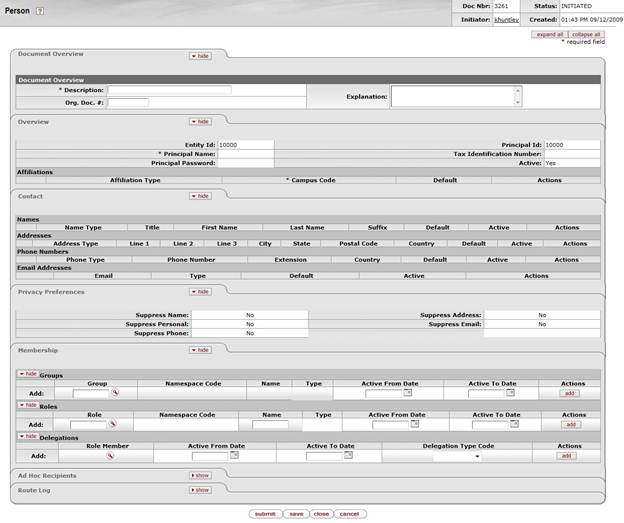 Person ?
Doc Nbr: 3261 Status: INITIATED
Initiator: khuntley Created: 01:43 PM 09/12/2009
expand all collapse all
* required field
Document Overview hide
Document Overview
* Description: Explanation:
Org. Doc. #:
Overview hide
Entity Id: 10000 Principal Id: 10000
* Principal Name: Tax Identification Number:
Principal Password: Active: Yes
Affiliations
Affiliation Type * Campus Code Default Actions
Contact hide
Names
Name Type Title First Name Last Name Suffix Default Active Actions
Addresses
Address Type Line 1 Line 2 Line 3 City State Postal Code Country Default Active Actions
Phone Numbers
Phone Type Phone Number Extension Country Default Active Actions
Email Addresses
Email Type Default Active Actions
Privacy Preferences hide
Suppress Name: No Suppress Address: No
Suppress Personal: No Suppress Email: No
Suppress Phone: No
Membership hide
hide Groups
Group Namespace Code Name Type Active From Date Active To Date Actions
Add: add
hide Roles
Role Namespace Code Name Type Active From Date Active To Date Actions
Add: add
hide Delegations
Role Member Active From Date Active To Date Delegation Type Code Actions
Add: add
Ad Hoc Recipients show
Route Log show
submit save close cancel